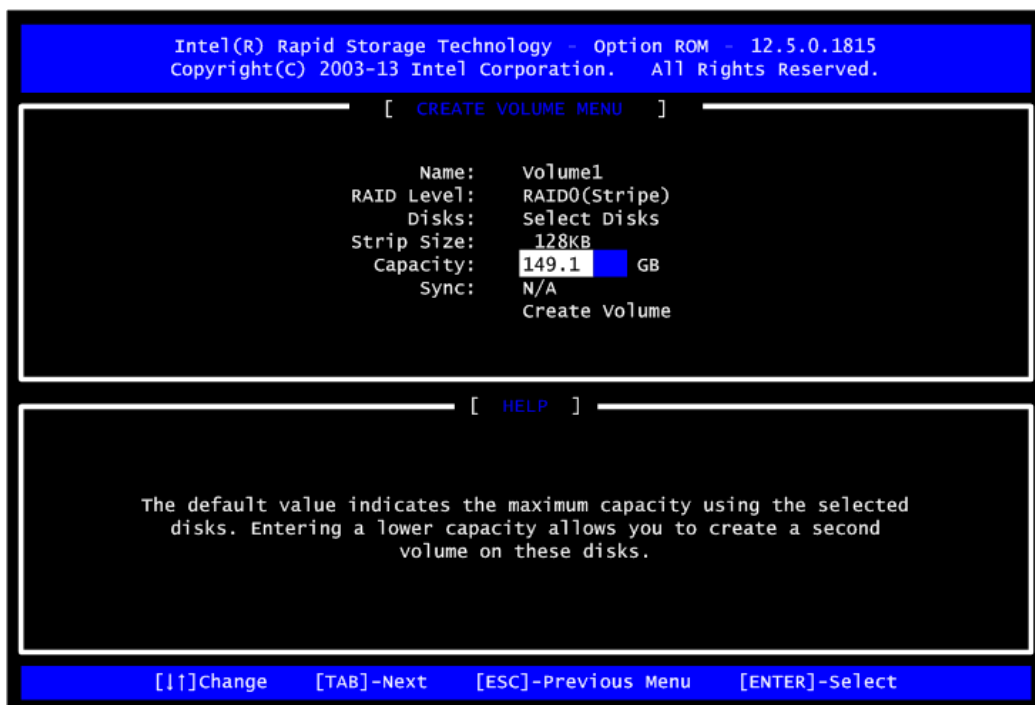 Intel(R) Rapid Storage Technology - Option ROM - 12.5.0.1815
Copyright(C) 2003-13 Intel Corporation. All Rights Reserved.
[ CREATE VOLUME MENU ]
Name: Volume1
RAID Level: RAID0(Stripe)
Disks: Select Disks
Strip Size: 128KB
Capacity: 149.1 GB
Sync: N/A
Create Volume
[ HELP ]
The default value indicates the maximum capacity using the selected
disks. Entering a lower capacity allows you to create a second
volume on these disks.
[↓↑]Change [TAB]-Next [ESC]-Previous Menu [ENTER]-Select